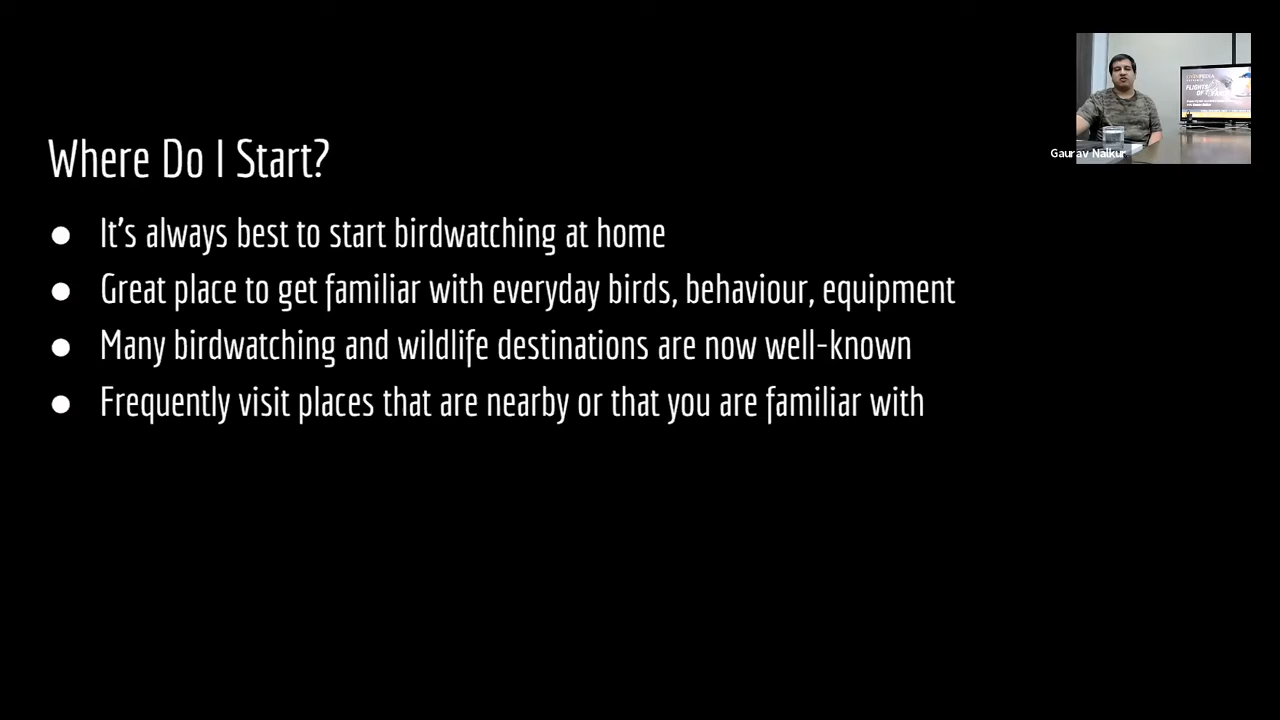 Where Do I Start?
● It's always best to start birdwatching at home
● Great place to get familiar with everyday birds, behaviour, equipment
● Many birdwatching and wildlife destinations are now well-known
● Frequently visit places that are nearby or that you are familiar with
Gaurav Nalkur
FLIGHTS